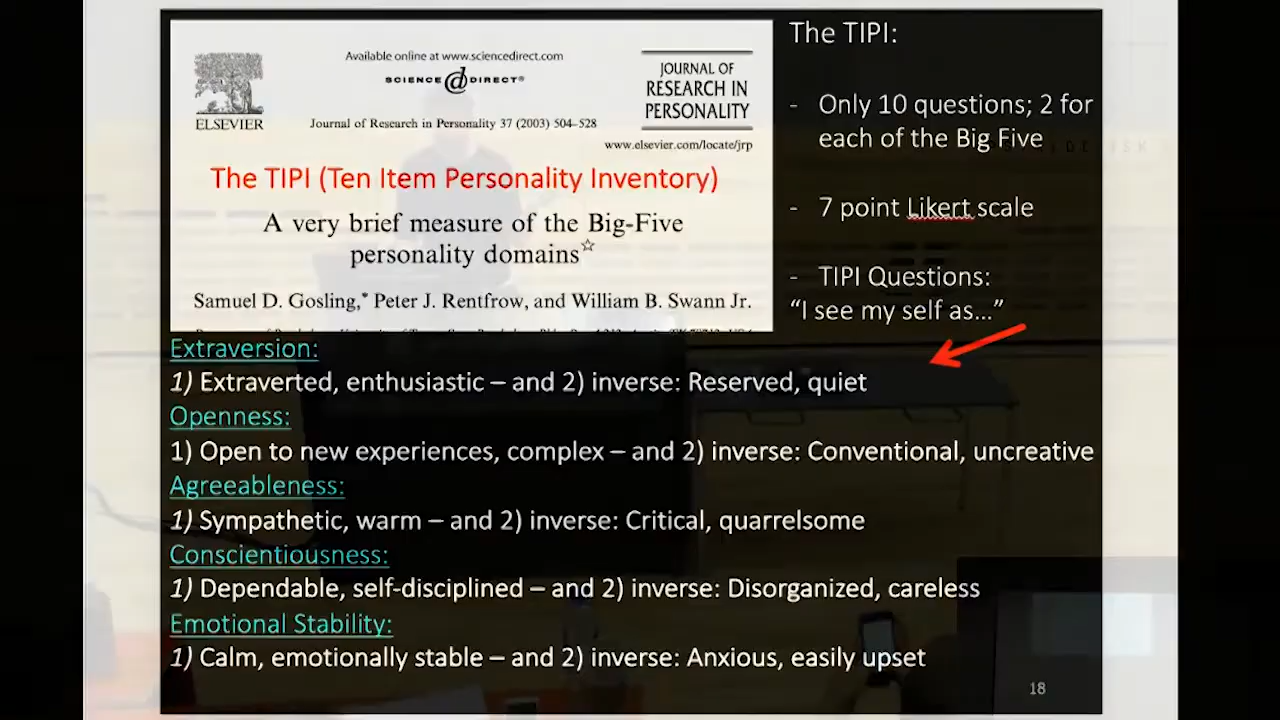 Available online at www.sciencedirect.com
SCIENCE @ DIRECT®
ELSEVIER
Journal of Research in Personality 37 (2003) 504–528
JOURNAL OF
RESEARCH IN
PERSONALITY
www.elsevier.com/locate/jrp
The TIPI (Ten Item Personality Inventory)
A very brief measure of the Big-Five
personality domains☆
Samuel D. Gosling,* Peter J. Rentfrow, and William B. Swann Jr.
The TIPI:
- Only 10 questions; 2 for
each of the Big Five
- 7 point Likert scale
- TIPI Questions:
“I see my self as…”
Extraversion:
1) Extraverted, enthusiastic – and 2) inverse: Reserved, quiet
Openness:
1) Open to new experiences, complex – and 2) inverse: Conventional, uncreative
Agreeableness:
1) Sympathetic, warm – and 2) inverse: Critical, quarrelsome
Conscientiousness:
1) Dependable, self-disciplined – and 2) inverse: Disorganized, careless
Emotional Stability:
1) Calm, emotionally stable – and 2) inverse: Anxious, easily upset
18